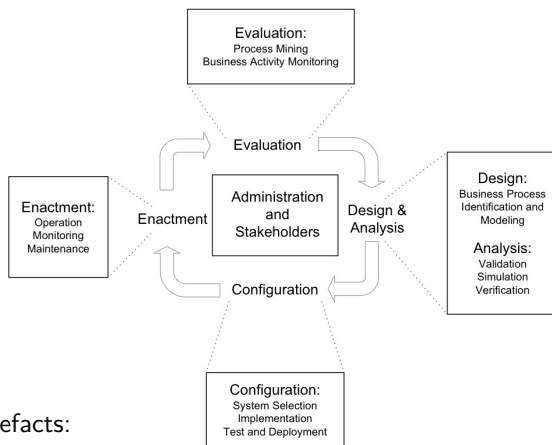 Evaluation:
Process Mining
Business Activity Monitoring
Evaluation
Enactment:
Operation
Monitoring
Maintenance
Enactment
Administration
and
Stakeholders
Design &
Analysis
Design:
Business Process
Identification and
Modeling
Analysis:
Validation
Simulation
Verification
Configuration
Configuration:
System Selection
Implementation
Test and Deployment
efacts: